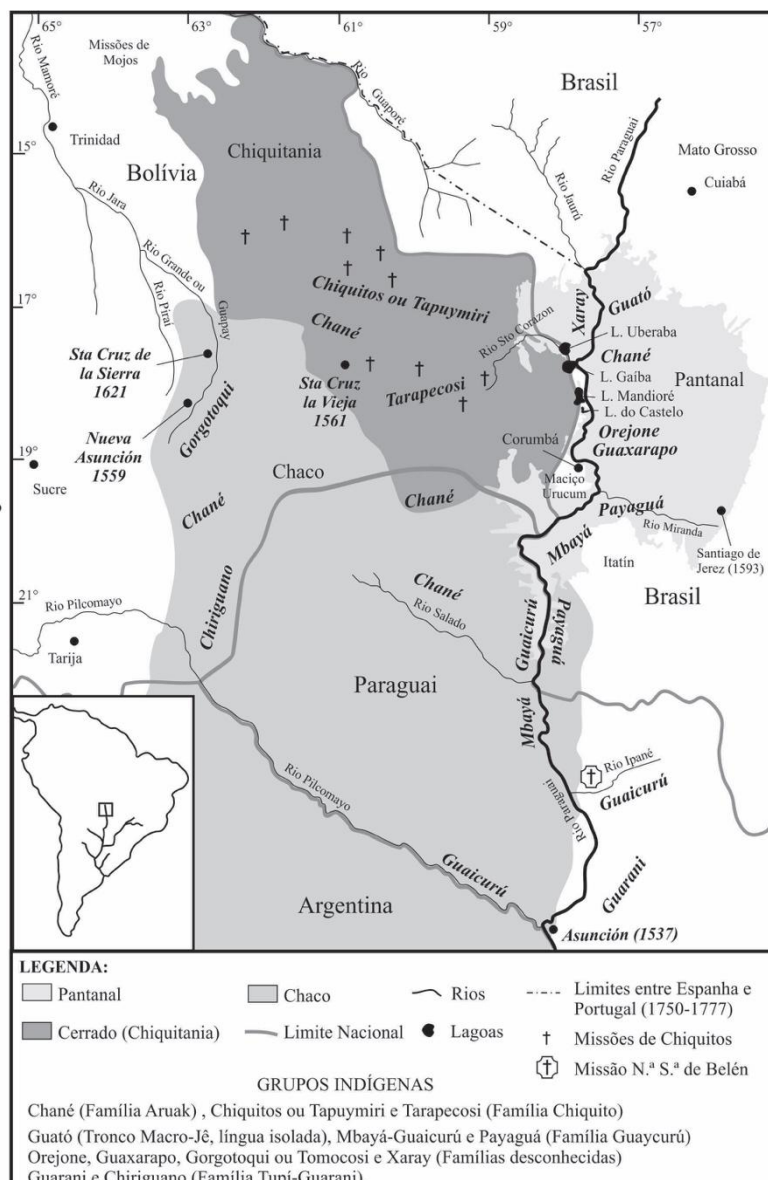 65°
63°
61°
59°
57°
Rio Mamoré
Missões de
Mojos
Rio Guaporé
Brasil
Rio Paraguai
Mato Grosso
Cuiabá
Trinidad
15°
Chiquitania
Bolívia
Rio Jaurú
Rio Jara
Rio Grande ou
Guapay
Rio Piraí
Chiquitos ou Tapuymiri
Xaray
Guató
17°
Chané
Rio Sto Corazon
L. Uberaba
Chané
Sta Cruz de
la Sierra
1621
Sta Cruz
la Vieja
1561
Tarapecosi
L. Gaíba
Pantanal
L. Mandioré
L. do Castelo
Gorgotoqui
Nueva
Asunción
1559
Orejone
Guaxarapo
Corumbá
19°
Sucre
Chaco
Maciço
Urucum
Chané
Chané
Payaguá
Rio Miranda
Mbayá
Santiago de
Jerez (1593)
Itatín
Brasil
Chané
Rio Salado
21°
Rio Pilcomayo
Chiriguano
Guaicurú
Payaguá
Tarija
Paraguai
Mbayá
Rio Pilcomayo
Rio Ipané
Guaicurú
Rio Paraguai
Guaicurú
Guarani
Argentina
Asunción (1537)
LEGENDA:
Pantanal
Chaco
Rios
Limites entre Espanha e
Portugal (1750-1777)
Cerrado (Chiquitania)
Limite Nacional
Lagoas
Missões de Chiquitos
Missão N.ª S.ª de Belén
GRUPOS INDÍGENAS
Chané (Família Aruak) , Chiquitos ou Tapuymiri e Tarapecosi (Família Chiquito)
Guató (Tronco Macro-Jê, língua isolada), Mbayá-Guaicurú e Payaguá (Família Guaycurú)
Orejone, Guaxarapo, Gorgotoqui ou Tomocosi e Xaray (Famílias desconhecidas)
Guarani e Chiriguano (Família Tupí-Guarani)